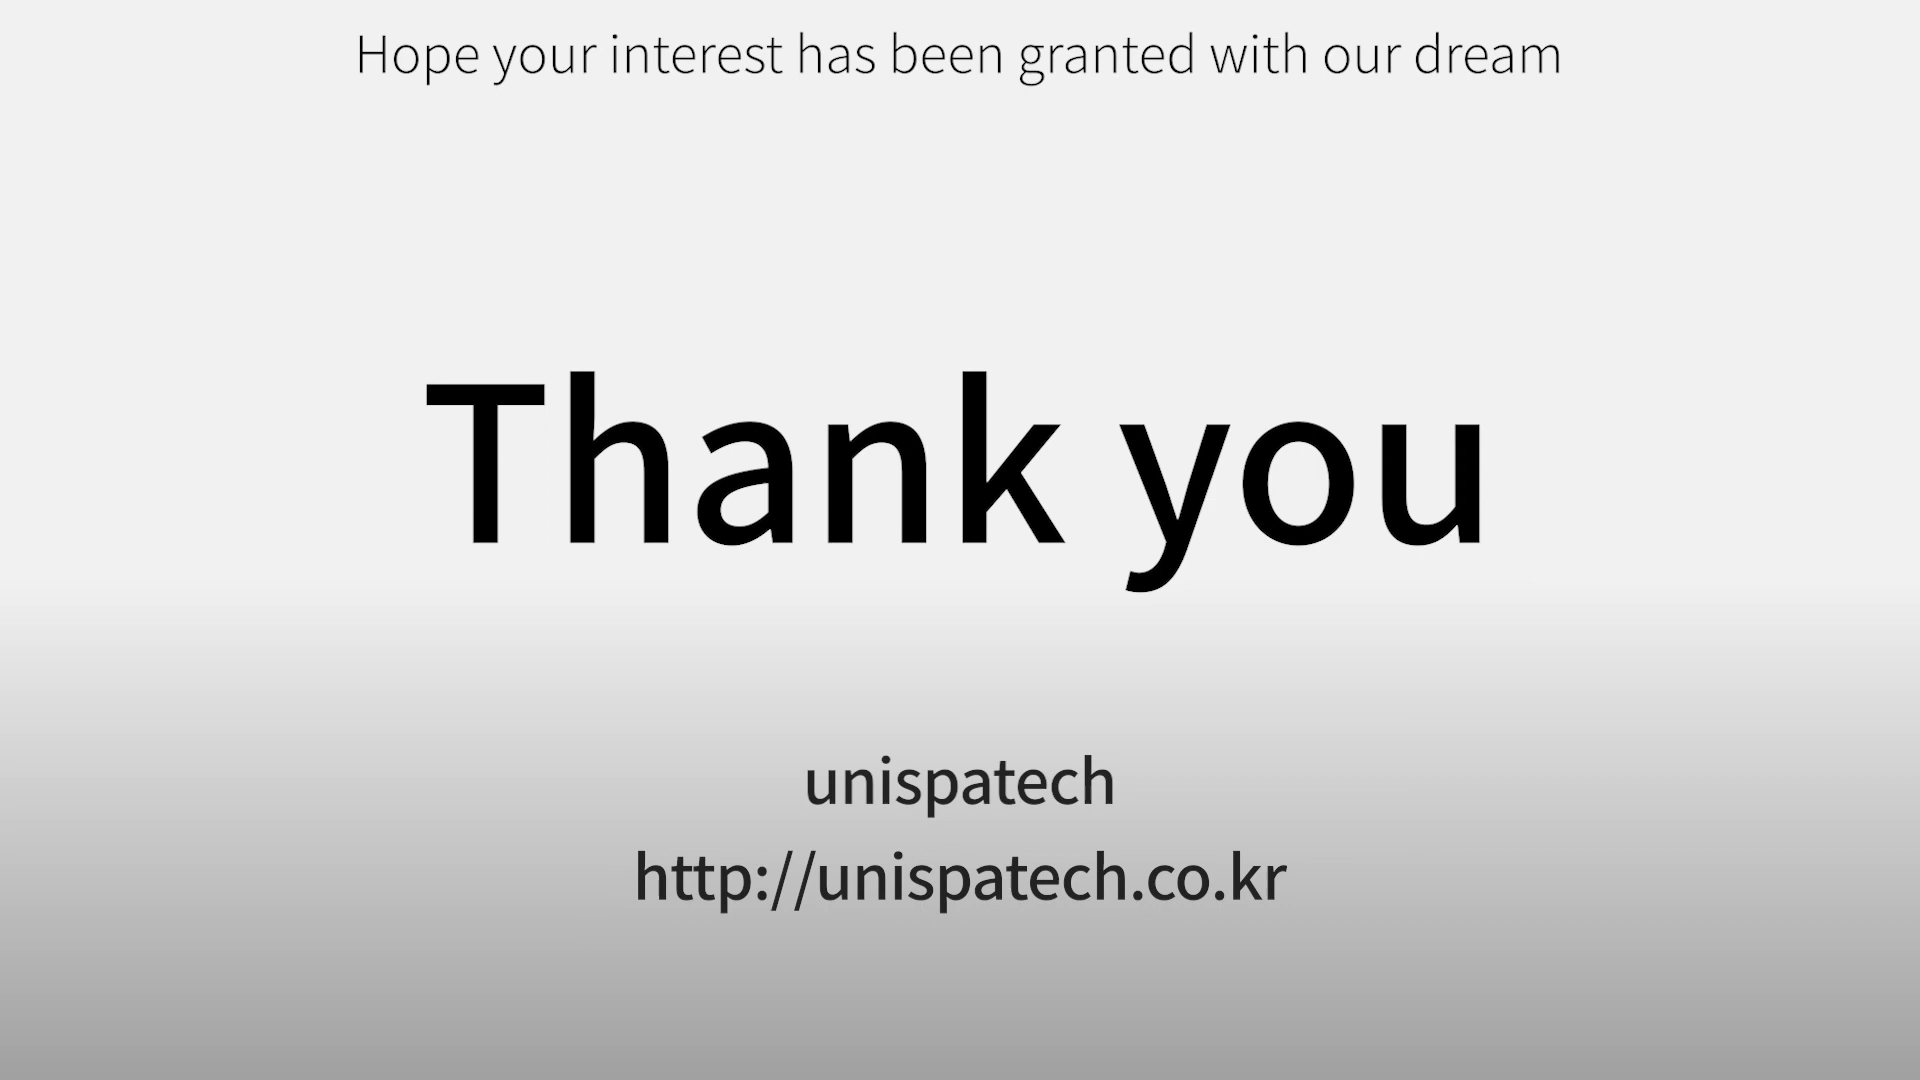 Hope your interest has been granted with our dream
Thank you
unispatech
http://unispatech.co.kr